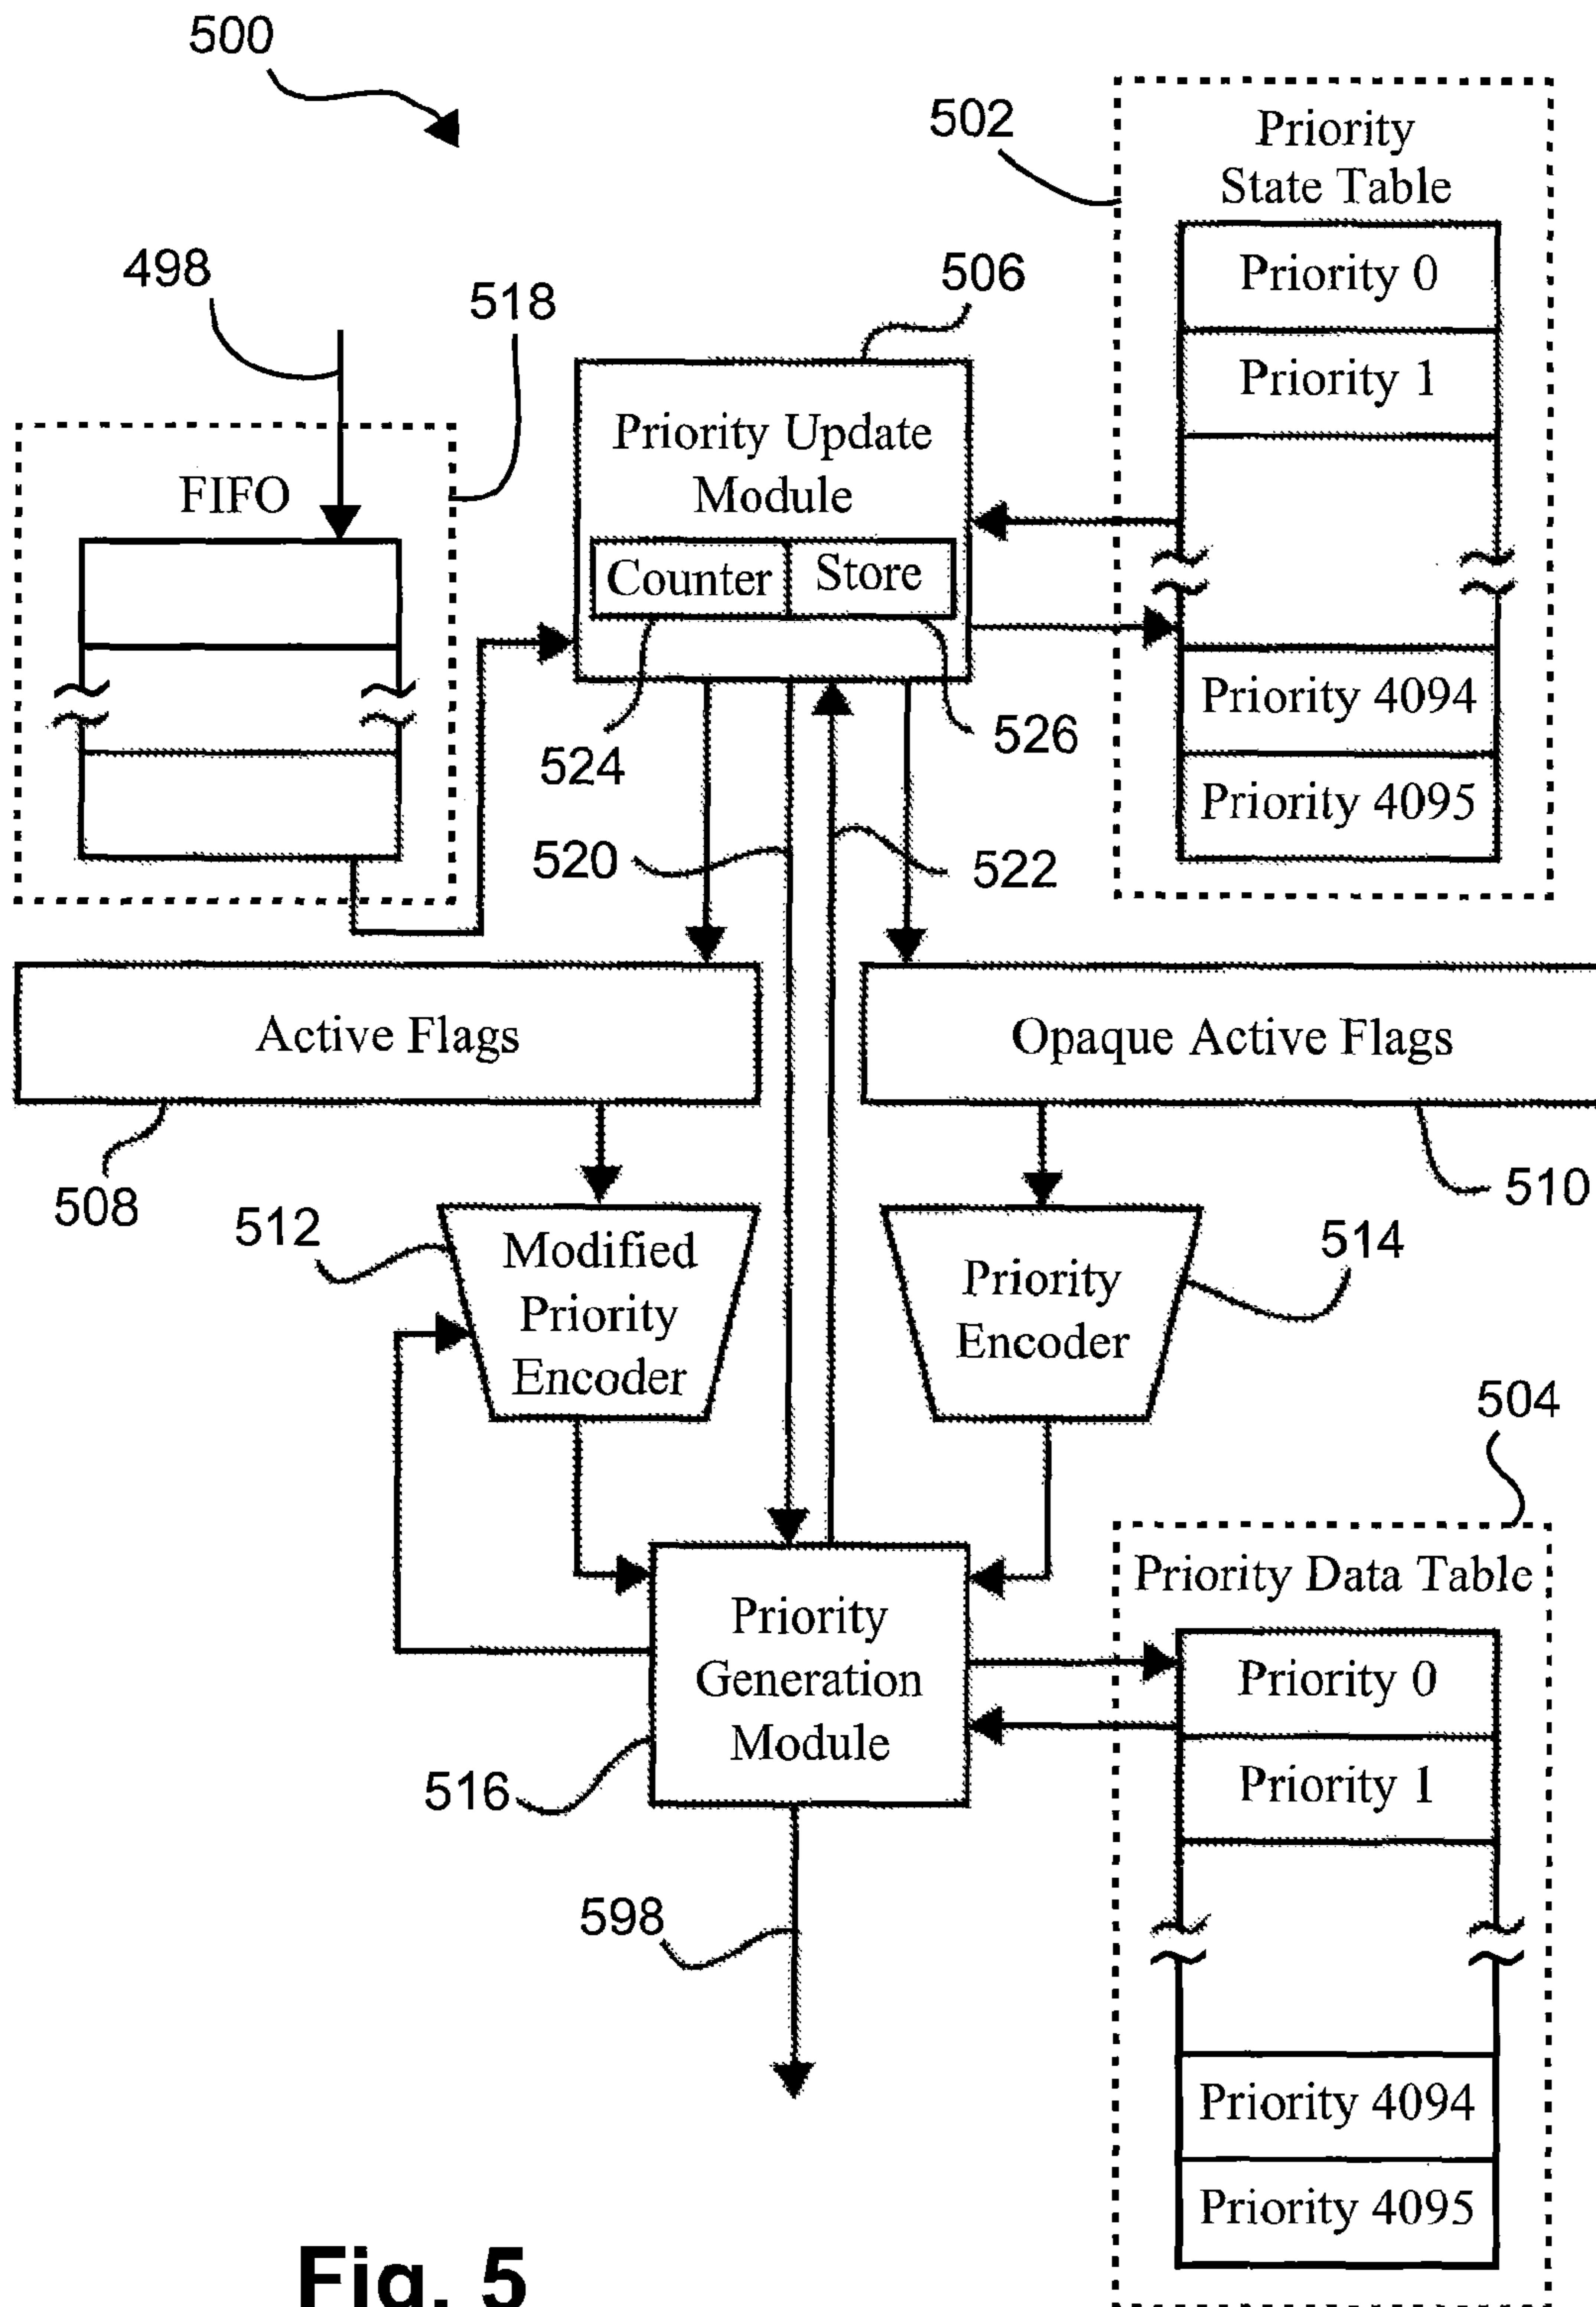 500
502
Priority
State Table
Priority 0
498
518
506
Priority 1
Priority Update
Module
FIFO
Counter
Store
Priority 4094
524
526
Priority 4095
520
522
Active Flags
Opaque Active Flags
508
512
510
Modified
Priority
Encoder
Priority
Encoder
514
504
Priority Data Table
Priority
Generation
Module
Priority 0
516
Priority 1
598
Priority 4094
Priority 4095
Fig. 5